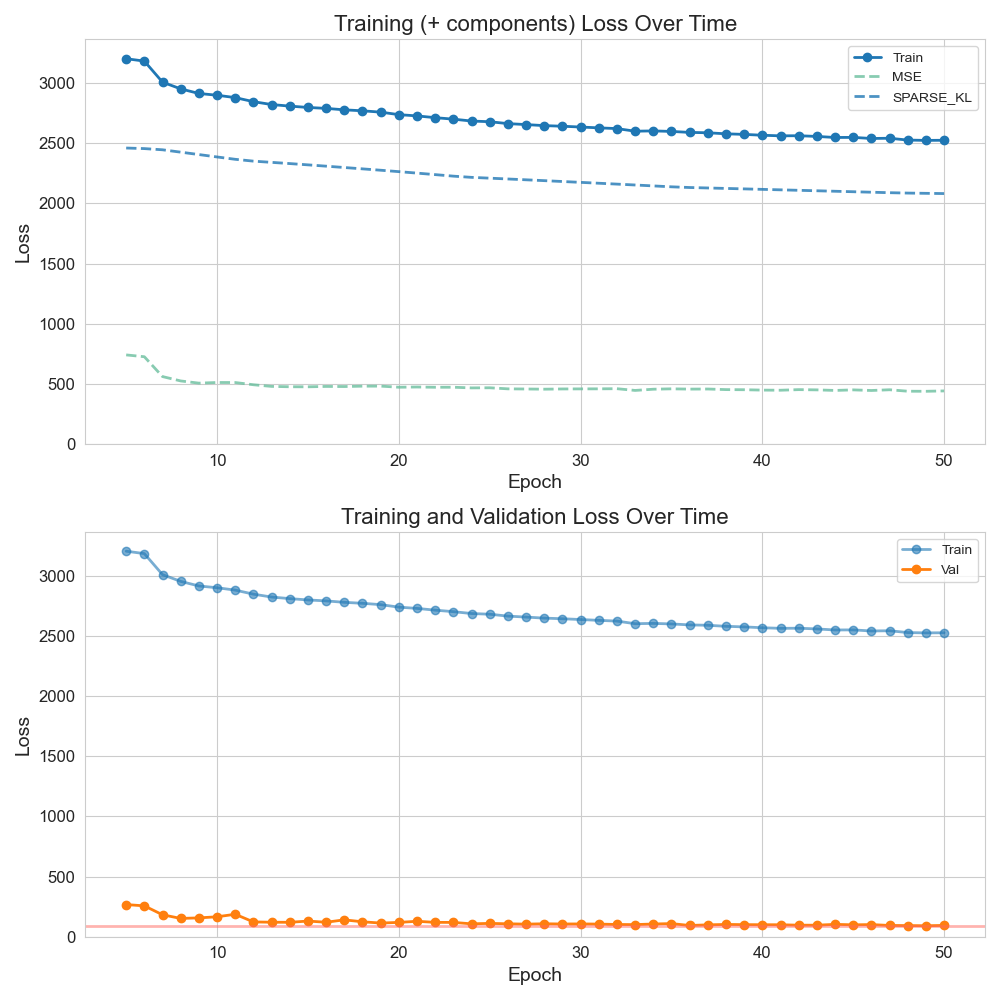 Training (+ components) Loss Over Time
Train
MSE
SPARSE_KL
3000
2500
2000
1500
1000
500
0
Loss
10 20 30 40 50
Epoch
Training and Validation Loss Over Time
Train
Val
3000
2500
2000
1500
1000
500
0
Loss
10 20 30 40 50
Epoch